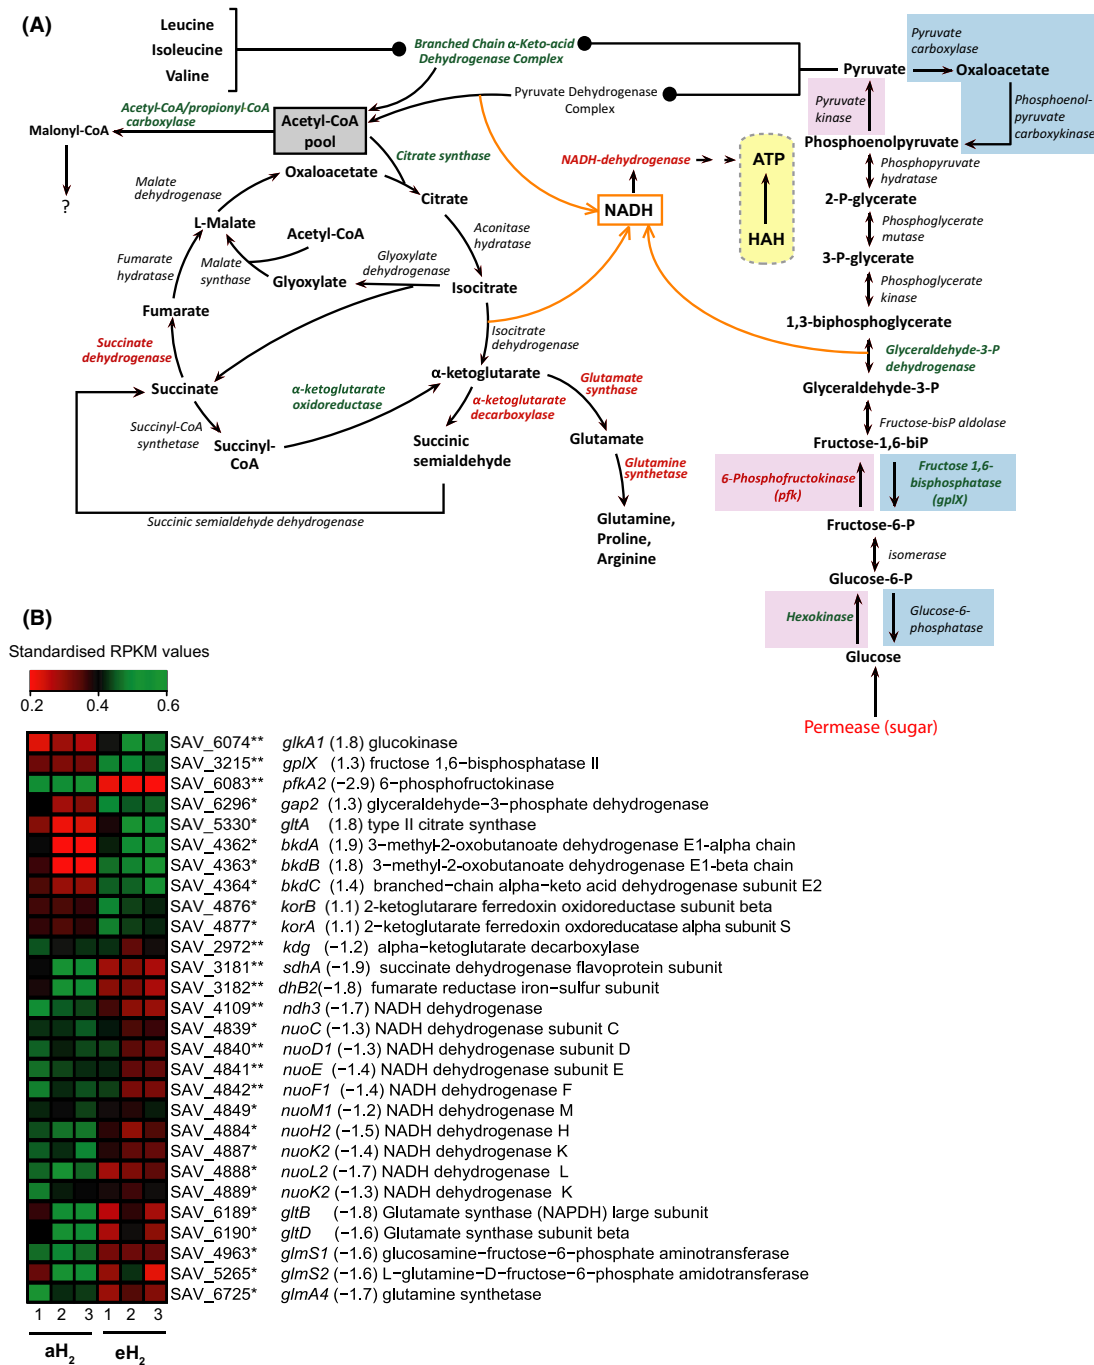 (A)
Leucine
Isoleucine
Valine
Branched Chain α-Keto-acid
Dehydrogenase Complex
Pyruvate Dehydrogenase
Complex
Pyruvate
Pyruvate
carboxylase
Oxaloacetate
Phosphoenol-
pyruvate
carboxykinase
Pyruvate
kinase
Phosphoenolpyruvate
Acetyl-CoA/propionyl-CoA
carboxylase
Malonyl-CoA
?
Acetyl-CoA
pool
Citrate synthase
Oxaloacetate
Malate
dehydrogenase
Citrate
L-Malate
Acetyl-CoA
Aconitase
hydratase
Fumarate
hydratase
Malate
synthase
Glyoxylate
dehydrogenase
Glyoxylate
Isocitrate
Fumarate
Isocitrate
dehydrogenase
Succinate
dehydrogenase
Succinate
α-ketoglutarate
oxidoreductase
α-ketoglutarate
α-ketoglutarate
decarboxylase
Glutamate
synthase
Succinyl-CoA
synthetase
Succinyl-
CoA
Succinic
semialdehyde
Glutamate
Glutamine
synthetase
Succinic semialdehyde dehydrogenase
Glutamine,
Proline,
Arginine
NADH-dehydrogenase
NADH
ATP
HAH
Phosphopyruvate
hydratase
2-P-glycerate
Phosphoglycerate
mutase
3-P-glycerate
Phosphoglycerate
kinase
1,3-biphosphoglycerate
Glyceraldehyde-3-P
dehydrogenase
Glyceraldehyde-3-P
Fructose-bisP aldolase
Fructose-1,6-biP
6-Phosphofructokinase
(pfk)
Fructose 1,6-
bisphosphatase
(gplX)
Fructose-6-P
isomerase
Glucose-6-P
Hexokinase
Glucose-6-
phosphatase
Glucose
Permease (sugar)
(B)
Standardised RPKM values
0.2 0.4 0.6
SAV_6074** glkA1 (1.8) glucokinase
SAV_3215** gplX (1.3) fructose 1,6−bisphosphatase II
SAV_6083** pfkA2 (−2.9) 6−phosphofructokinase
SAV_6296* gap2 (1.3) glyceraldehyde−3−phosphate dehydrogenase
SAV_5330* gltA (1.8) type II citrate synthase
SAV_4362* bkdA (1.9) 3−methyl−2−oxobutanoate dehydrogenase E1−alpha chain
SAV_4363* bkdB (1.8) 3−methyl−2−oxobutanoate dehydrogenase E1−beta chain
SAV_4364* bkdC (1.4) branched−chain alpha−keto acid dehydrogenase subunit E2
SAV_4876* korB (1.1) 2−ketoglutarare ferredoxin oxidoreductase subunit beta
SAV_4877* korA (1.1) 2−ketoglutarate ferredoxin oxdoreducatase alpha subunit S
SAV_2972** kdg (−1.2) alpha−ketoglutarate decarboxylase
SAV_3181** sdhA (−1.9) succinate dehydrogenase flavoprotein subunit
SAV_3182** dhB2(−1.8) fumarate reductase iron−sulfur subunit
SAV_4109** ndh3 (−1.7) NADH dehydrogenase
SAV_4839* nuoC (−1.3) NADH dehydrogenase subunit C
SAV_4840** nuoD1 (−1.3) NADH dehydrogenase subunit D
SAV_4841** nuoE (−1.4) NADH dehydrogenase subunit E
SAV_4842** nuoF1 (−1.4) NADH dehydrogenase F
SAV_4849* nuoM1 (−1.2) NADH dehydrogenase M
SAV_4884* nuoH2 (−1.5) NADH dehydrogenase H
SAV_4887* nuoK2 (−1.4) NADH dehydrogenase K
SAV_4888* nuoL2 (−1.7) NADH dehydrogenase L
SAV_4889* nuoK2 (−1.3) NADH dehydrogenase K
SAV_6189* gltB (−1.8) Glutamate synthase (NAPDH) large subunit
SAV_6190* gltD (−1.6) Glutamate synthase subunit beta
SAV_4963* glmS1 (−1.6) glucosamine−fructose−6−phosphate aminotransferase
SAV_5265* glmS2 (−1.6) L−glutamine−D−fructose−6−phosphate amidotransferase
SAV_6725* glmA4 (−1.7) glutamine synthetase
1 2 3 1 2 3
aH2 eH2